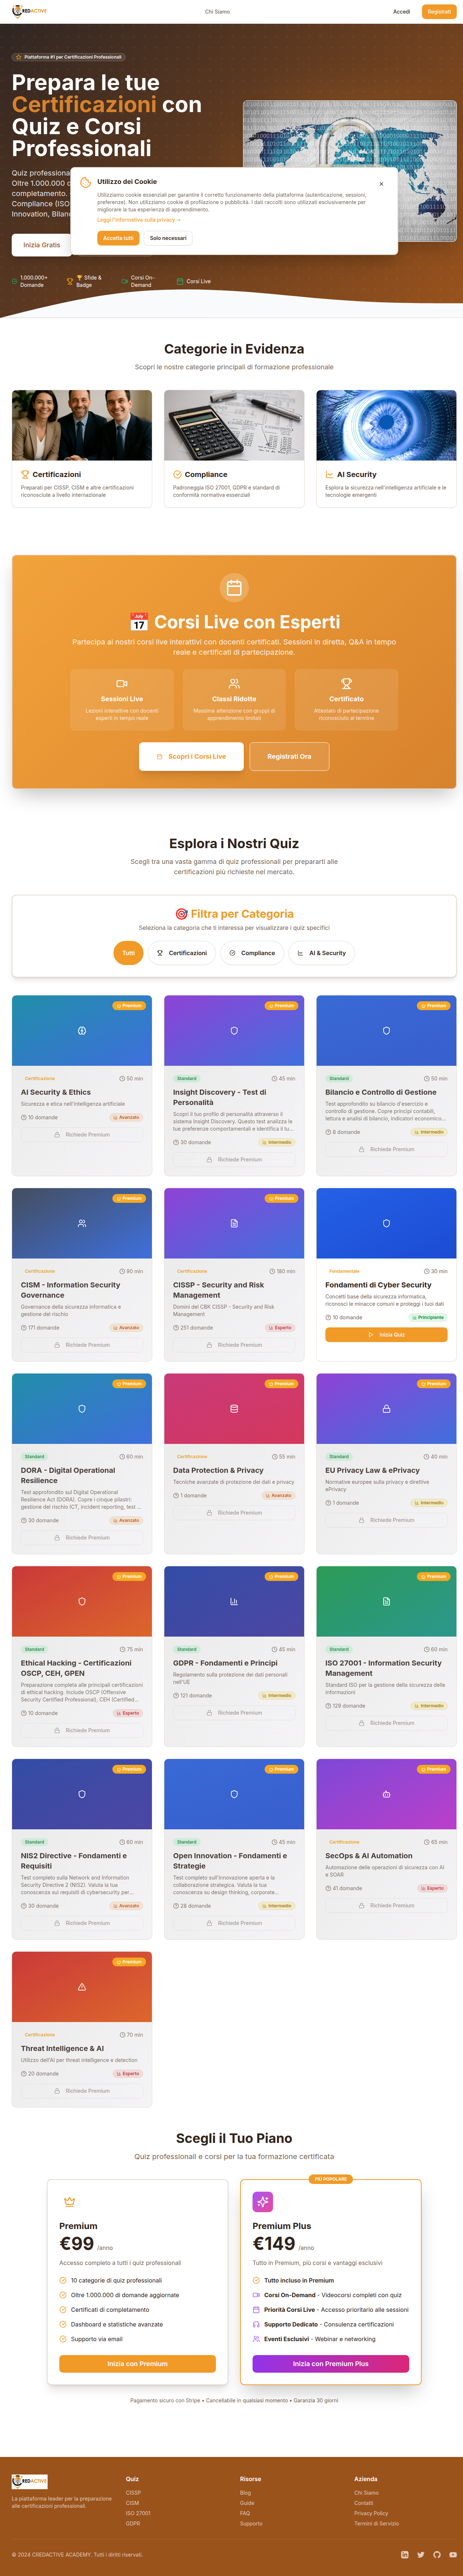 REDACTIVE
Chi Siamo
Accedi
Registrati
Piattaforma #1 per Certificazioni Professionali
Prepara le tue
Certificazioni con
Quiz e Corsi
Professionali
Quiz professiona
Oltre 1.000.000 d
completamento.
Compliance (ISO
Innovation, Bilanc
Utilizzo dei Cookie
Utilizziamo cookie essenziali per garantire il corretto funzionamento della piattaforma (autenticazione, sessioni,
preferenze). Non utilizziamo cookie di profilazione o pubblicità. I dati raccolti sono utilizzati esclusivamente per
migliorare la tua esperienza di apprendimento.
Leggi l'informativa sulla privacy →
Accetta tutti
Solo necessari
Inizia Gratis
1.000.000+
Domande
🏆 Sfide &
Badge
Corsi On-
Demand
Corsi Live
Categorie in Evidenza
Scopri le nostre categorie principali di formazione professionale
Certificazioni
Preparati per CISSP, CISM e altre certificazioni
riconosciute a livello internazionale
Compliance
Padroneggia ISO 27001, GDPR e standard di
conformità normativa essenziali
AI Security
Esplora la sicurezza nell'intelligenza artificiale e le
tecnologie emergenti
📅 Corsi Live con Esperti
Partecipa ai nostri corsi live interattivi con docenti certificati. Sessioni in diretta, Q&A in tempo
reale e certificati di partecipazione.
Sessioni Live
Lezioni interattive con docenti
esperti in tempo reale
Classi Ridotte
Massima attenzione con gruppi di
apprendimento limitati
Certificato
Attestato di partecipazione
riconosciuto al termine
Scopri i Corsi Live
Registrati Ora
Esplora i Nostri Quiz
Scegli tra una vasta gamma di quiz professionali per prepararti alle
certificazioni più richieste nel mercato.
🎯 Filtra per Categoria
Seleziona la categoria che ti interessa per visualizzare i quiz specifici
Tutti
Certificazioni
Compliance
AI & Security
Premium
Certificazione
50 min
AI Security & Ethics
Sicurezza e etica nell'intelligenza artificiale
10 domande
Avanzato
Richiede Premium
Premium
Standard
45 min
Insight Discovery - Test di
Personalità
Scopri il tuo profilo di personalità attraverso il
sistema Insight Discovery. Questo test analizza le
tue preferenze comportamentali e identifica il tu...
30 domande
Intermedio
Richiede Premium
Premium
Standard
50 min
Bilancio e Controllo di Gestione
Test approfondito su bilancio d'esercizio e
controllo di gestione. Copre principi contabili,
lettura e analisi di bilancio, indicatori economico...
8 domande
Intermedio
Richiede Premium
Premium
Certificazione
90 min
CISM - Information Security
Governance
Governance della sicurezza informatica e
gestione del rischio
171 domande
Avanzato
Richiede Premium
Premium
Certificazione
180 min
CISSP - Security and Risk
Management
Domini del CBK CISSP - Security and Risk
Management
251 domande
Esperto
Richiede Premium
Fondamentale
30 min
Fondamenti di Cyber Security
Concetti base della sicurezza informatica,
riconosci le minacce comuni e proteggi i tuoi dati
10 domande
Principiante
Inizia Quiz
Premium
Standard
60 min
DORA - Digital Operational
Resilience
Test approfondito sul Digital Operational
Resilience Act (DORA). Copre i cinque pilastri:
gestione del rischio ICT, incident reporting, test ...
30 domande
Avanzato
Richiede Premium
Premium
Certificazione
55 min
Data Protection & Privacy
Tecniche avanzate di protezione dei dati e privacy
1 domande
Avanzato
Richiede Premium
Premium
Standard
40 min
EU Privacy Law & ePrivacy
Normative europee sulla privacy e direttive
ePrivacy
1 domande
Intermedio
Richiede Premium
Premium
Standard
75 min
Ethical Hacking - Certificazioni
OSCP, CEH, GPEN
Preparazione completa alle principali certificazioni
di ethical hacking. Include OSCP (Offensive
Security Certified Professional), CEH (Certified...
10 domande
Esperto
Richiede Premium
Premium
Standard
45 min
GDPR - Fondamenti e Principi
Regolamento sulla protezione dei dati personali
nell'UE
121 domande
Intermedio
Richiede Premium
Premium
Standard
60 min
ISO 27001 - Information Security
Management
Standard ISO per la gestione della sicurezza delle
informazioni
129 domande
Intermedio
Richiede Premium
Premium
Standard
60 min
NIS2 Directive - Fondamenti e
Requisiti
Test completo sulla Network and Information
Security Directive 2 (NIS2). Valuta la tua
conoscenza sui requisiti di cybersecurity per...
30 domande
Avanzato
Richiede Premium
Premium
Standard
45 min
Open Innovation - Fondamenti e
Strategie
Test completo sull'innovazione aperta e la
collaborazione strategica. Valuta la tua
conoscenza su design thinking, corporate...
28 domande
Intermedio
Richiede Premium
Premium
Certificazione
65 min
SecOps & AI Automation
Automazione delle operazioni di sicurezza con AI
e SOAR
41 domande
Esperto
Richiede Premium
Premium
Certificazione
70 min
Threat Intelligence & AI
Utilizzo dell'AI per threat intelligence e detection
20 domande
Esperto
Richiede Premium
Scegli il Tuo Piano
Quiz professionali e corsi per la tua formazione certificata
Premium
€99 /anno
Accesso completo a tutti i quiz professionali
10 categorie di quiz professionali
Oltre 1.000.000 di domande aggiornate
Certificati di completamento
Dashboard e statistiche avanzate
Supporto via email
Inizia con Premium
PIÙ POPOLARE
Premium Plus
€149 /anno
Tutto in Premium, più corsi e vantaggi esclusivi
Tutto incluso in Premium
Corsi On-Demand - Videocorsi completi con quiz
Priorità Corsi Live - Accesso prioritario alle sessioni
Supporto Dedicato - Consulenza certificazioni
Eventi Esclusivi - Webinar e networking
Inizia con Premium Plus
Pagamento sicuro con Stripe • Cancellabile in qualsiasi momento • Garanzia 30 giorni
REDACTIVE
La piattaforma leader per la preparazione
alle certificazioni professionali.
Quiz
CISSP
CISM
ISO 27001
GDPR
Risorse
Blog
Guide
FAQ
Supporto
Azienda
Chi Siamo
Contatti
Privacy Policy
Termini di Servizio
© 2024 CREDACTIVE ACADEMY. Tutti i diritti riservati.